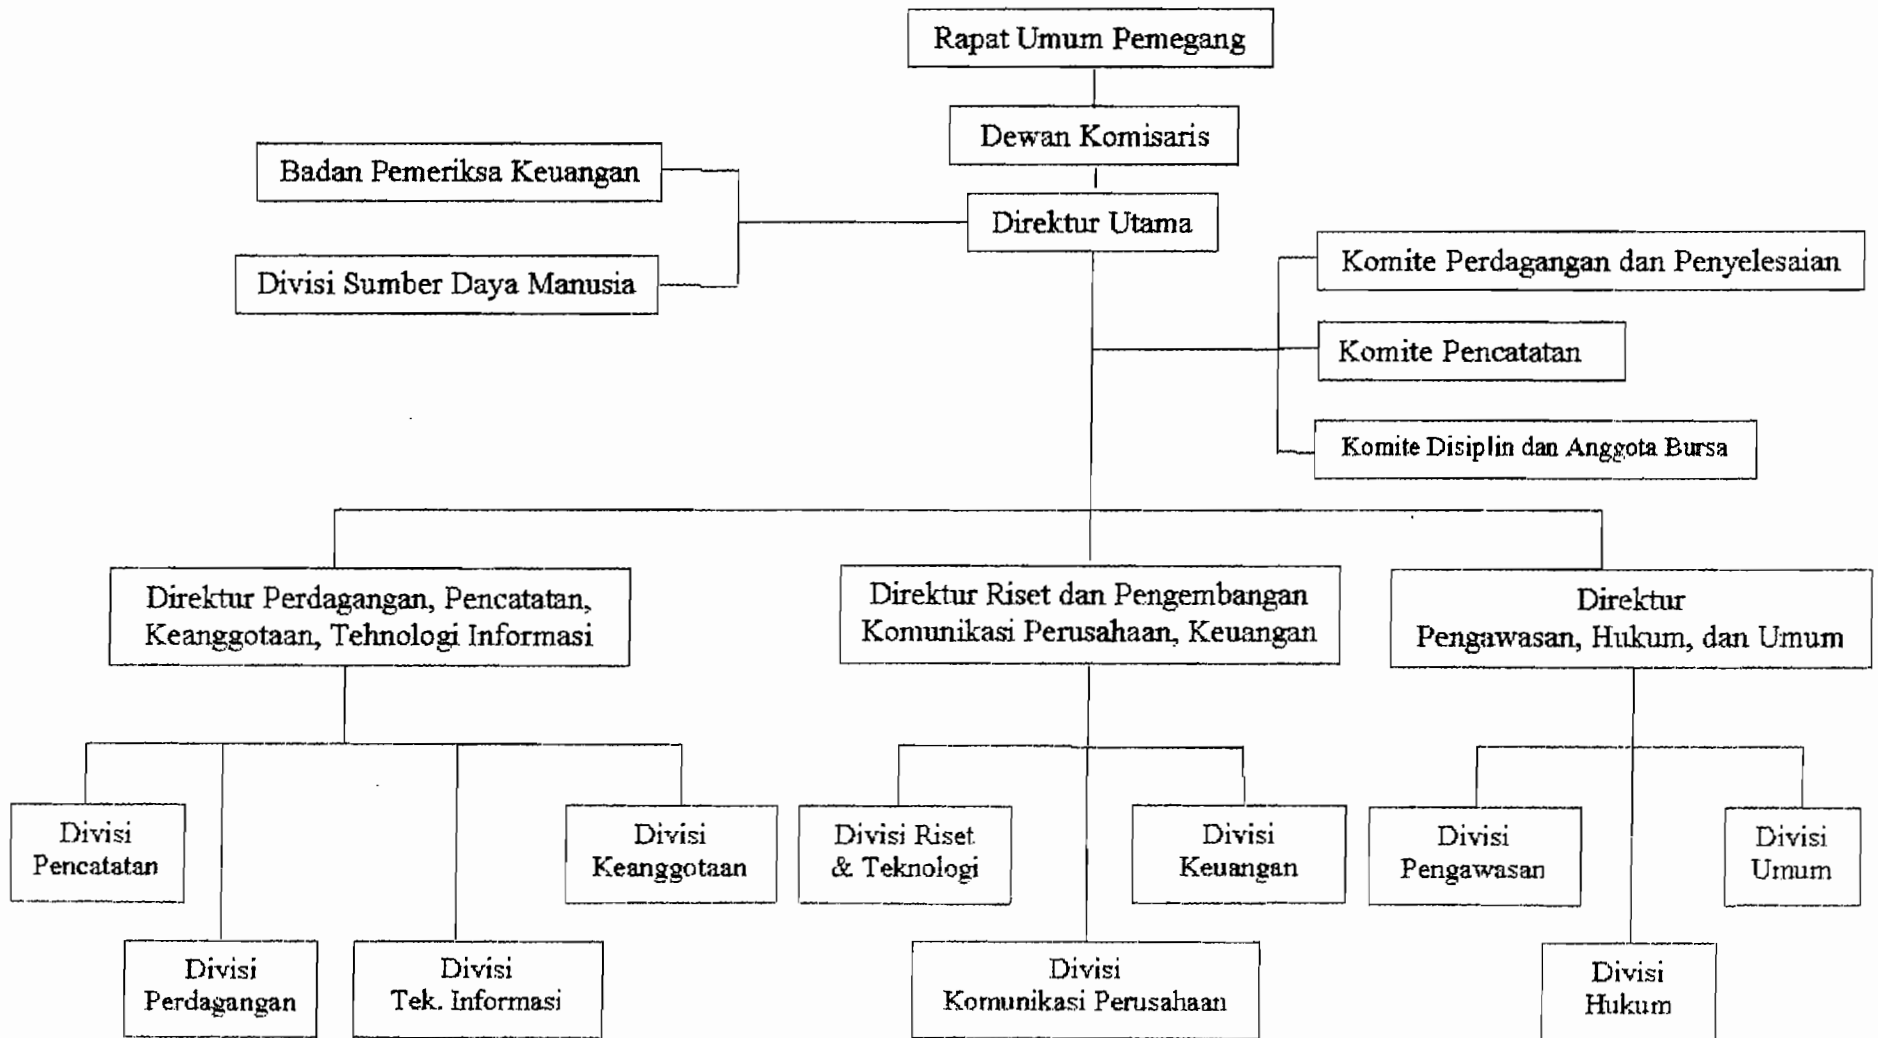 Rapat Umum Pemegang
Dewan Komisaris
Badan Pemeriksa Keuangan
Direktur Utama
Divisi Sumber Daya Manusia
Komite Perdagangan dan Penyelesaian
Komite Pencatatan
Komite Disiplin dan Anggota Bursa
Direktur Perdagangan, Pencatatan,
Keanggotaan, Tehnologi Informasi
Direktur Riset dan Pengembangan
Komunikasi Perusahaan, Keuangan
Direktur
Pengawasan, Hukum, dan Umum
Divisi
Pencatatan
Divisi
Keanggotaan
Divisi Riset
& Teknologi
Divisi
Keuangan
Divisi
Pengawasan
Divisi
Umum
Divisi
Perdagangan
Divisi
Tek. Informasi
Divisi
Komunikasi Perusahaan
Divisi
Hukum